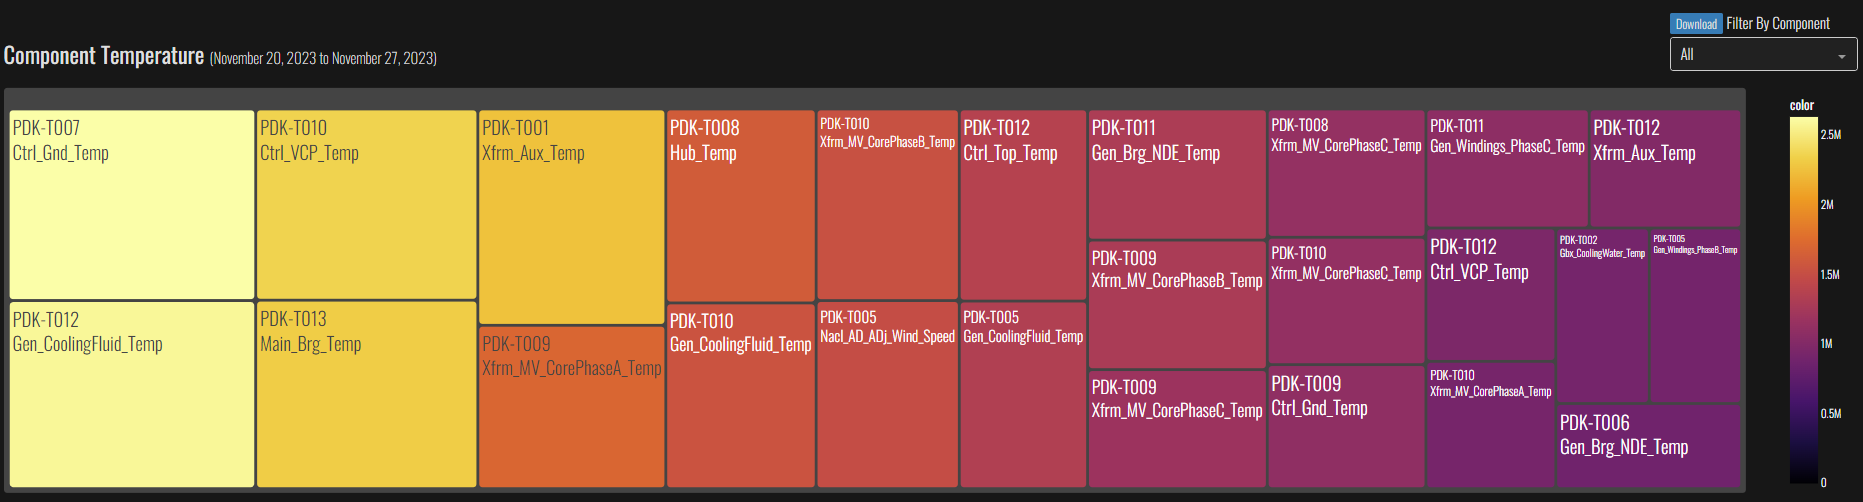 Download Filter By Component
Component Temperature (November 20, 2023 to November 27, 2023)
All
PDK-T007
Ctrl_Gnd_Temp
PDK-T012
Gen_CoolingFluid_Temp
PDK-T010
Ctrl_VCP_Temp
PDK-T013
Main_Brg_Temp
PDK-T001
Xfrm_Aux_Temp
PDK-T009
Xfrm_MV_CorePhaseA_Temp
PDK-T008
Hub_Temp
PDK-T010
Gen_CoolingFluid_Temp
PDK-T010
Xfrm_MV_CorePhaseB_Temp
PDK-T005
Nacl_AD_ADj_Wind_Speed
PDK-T012
Ctrl_Top_Temp
PDK-T005
Gen_CoolingFluid_Temp
PDK-T011
Gen_Brg_NDE_Temp
PDK-T009
Xfrm_MV_CorePhaseB_Temp
PDK-T009
Xfrm_MV_CorePhaseC_Temp
PDK-T008
Xfrm_MV_CorePhaseC_Temp
PDK-T010
Xfrm_MV_CorePhaseC_Temp
PDK-T009
Ctrl_Gnd_Temp
PDK-T011
Gen_Windings_PhaseC_Temp
PDK-T012
Xfrm_Aux_Temp
PDK-T012
Ctrl_VCP_Temp
PDK-T010
Xfrm_MV_CorePhaseA_Temp
PDK-T002
Gbx_CoolingWater_Temp
PDK-T005
Gen_Windings_PhaseB_Temp
PDK-T006
Gen_Brg_NDE_Temp
color
2.5M
2M
1.5M
1M
0.5M
0